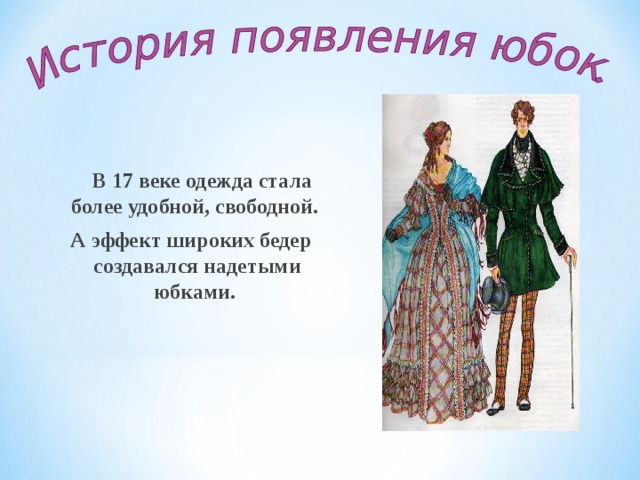 История появления юбок.
В 17 веке одежда стала
более удобной, свободной.
А эффект широких бедер
создавался надетыми
юбками.